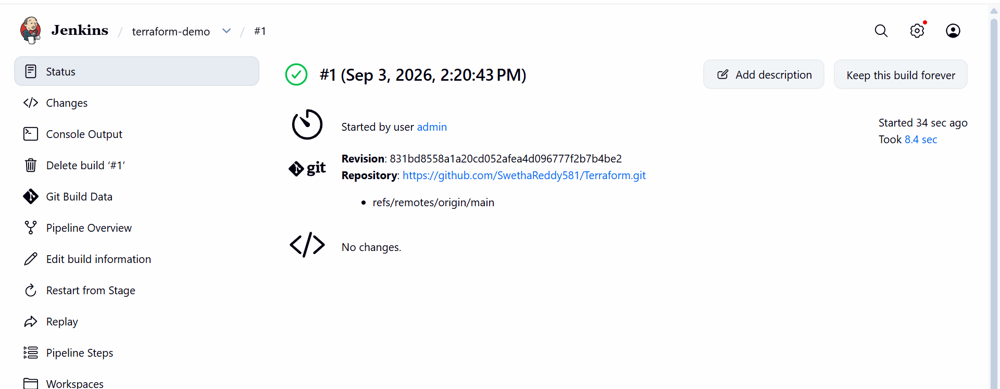 Jenkins / terraform-demo / #1
Status
Changes
Console Output
Delete build ‘#1’
Git Build Data
Pipeline Overview
Edit build information
Restart from Stage
Replay
Pipeline Steps
Workspaces
#1 (Sep 3, 2026, 2:20:43 PM)
Add description
Keep this build forever
Started by user admin
Started 34 sec ago
Took 8.4 sec
git
Revision: 831bd8558a1a20cd052afea4d096777f2b7b4be2
Repository: https://github.com/SwethaReddy581/Terraform.git
• refs/remotes/origin/main
No changes.